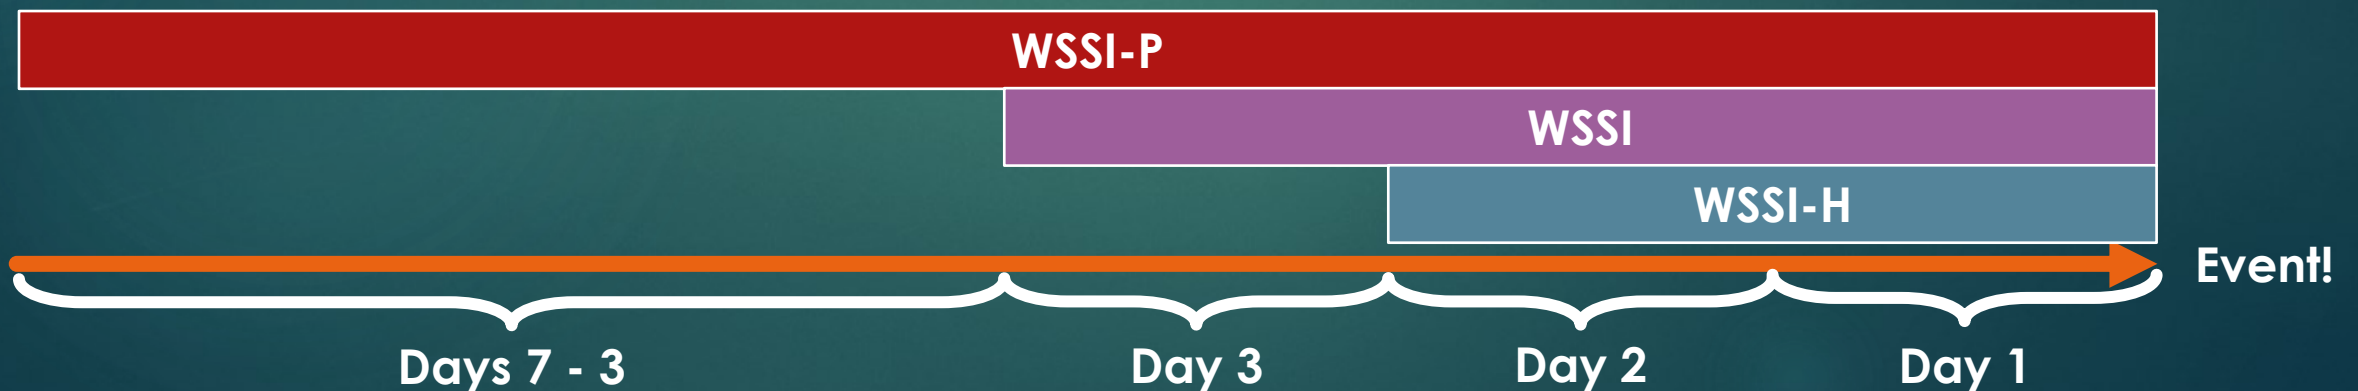 WSSI-P
WSSI
WSSI-H
Event!
Days 7 - 3
Day 3
Day 2
Day 1